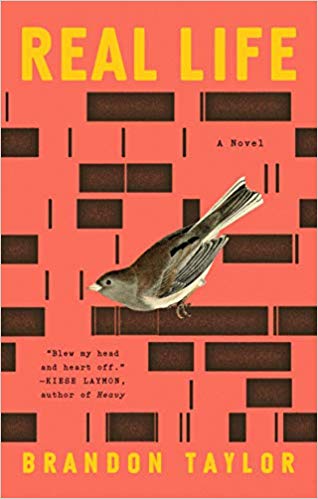 REAL LIFE
A Novel
"Blew my head
and heart off."
—KIESE LAYMON,
author of Heavy
BRANDON TAYLOR